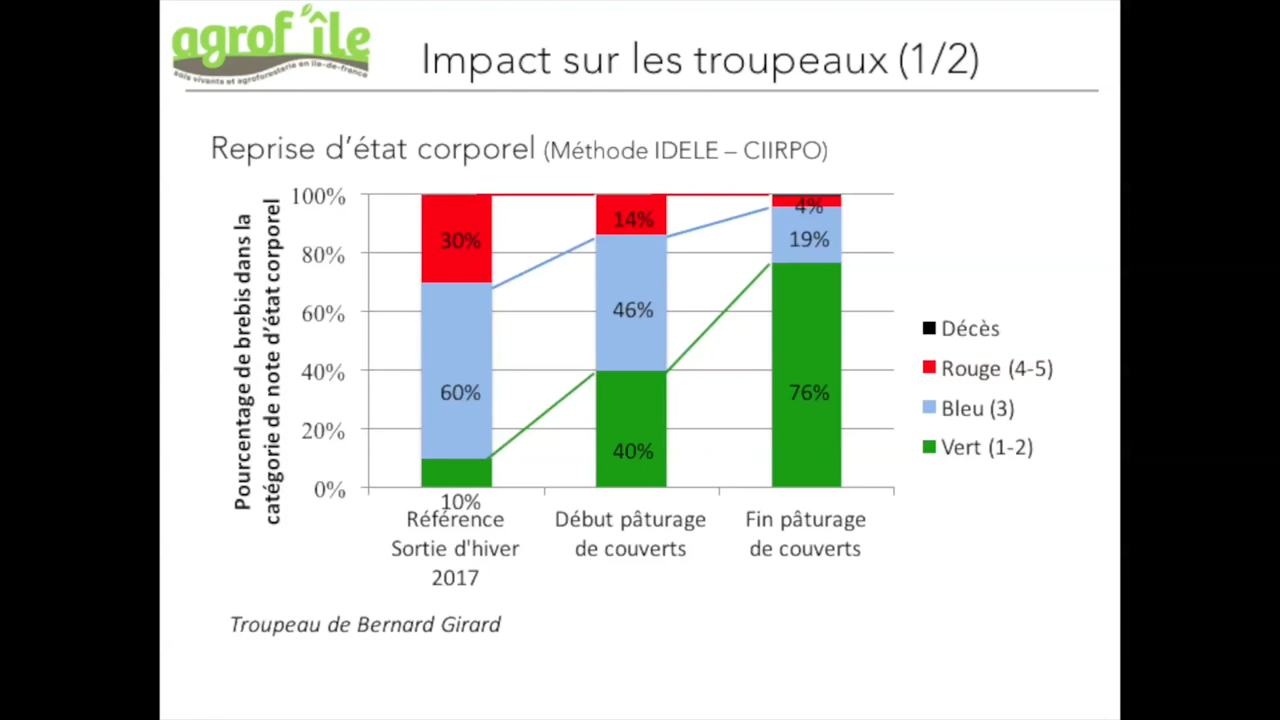 agrof'île
sols vivants et agroforesterie en île-de-france
Impact sur les troupeaux (1/2)
Reprise d'état corporel (Méthode IDELE – CIIRPO)
Pourcentage de brebis dans la
catégorie de note d'état corporel
100%
80%
60%
40%
20%
0%
30%
60%
10%
14%
46%
40%
4%
19%
76%
Référence
Sortie d'hiver
2017
Début pâturage
de couverts
Fin pâturage
de couverts
Décès
Rouge (4-5)
Bleu (3)
Vert (1-2)
Troupeau de Bernard Girard